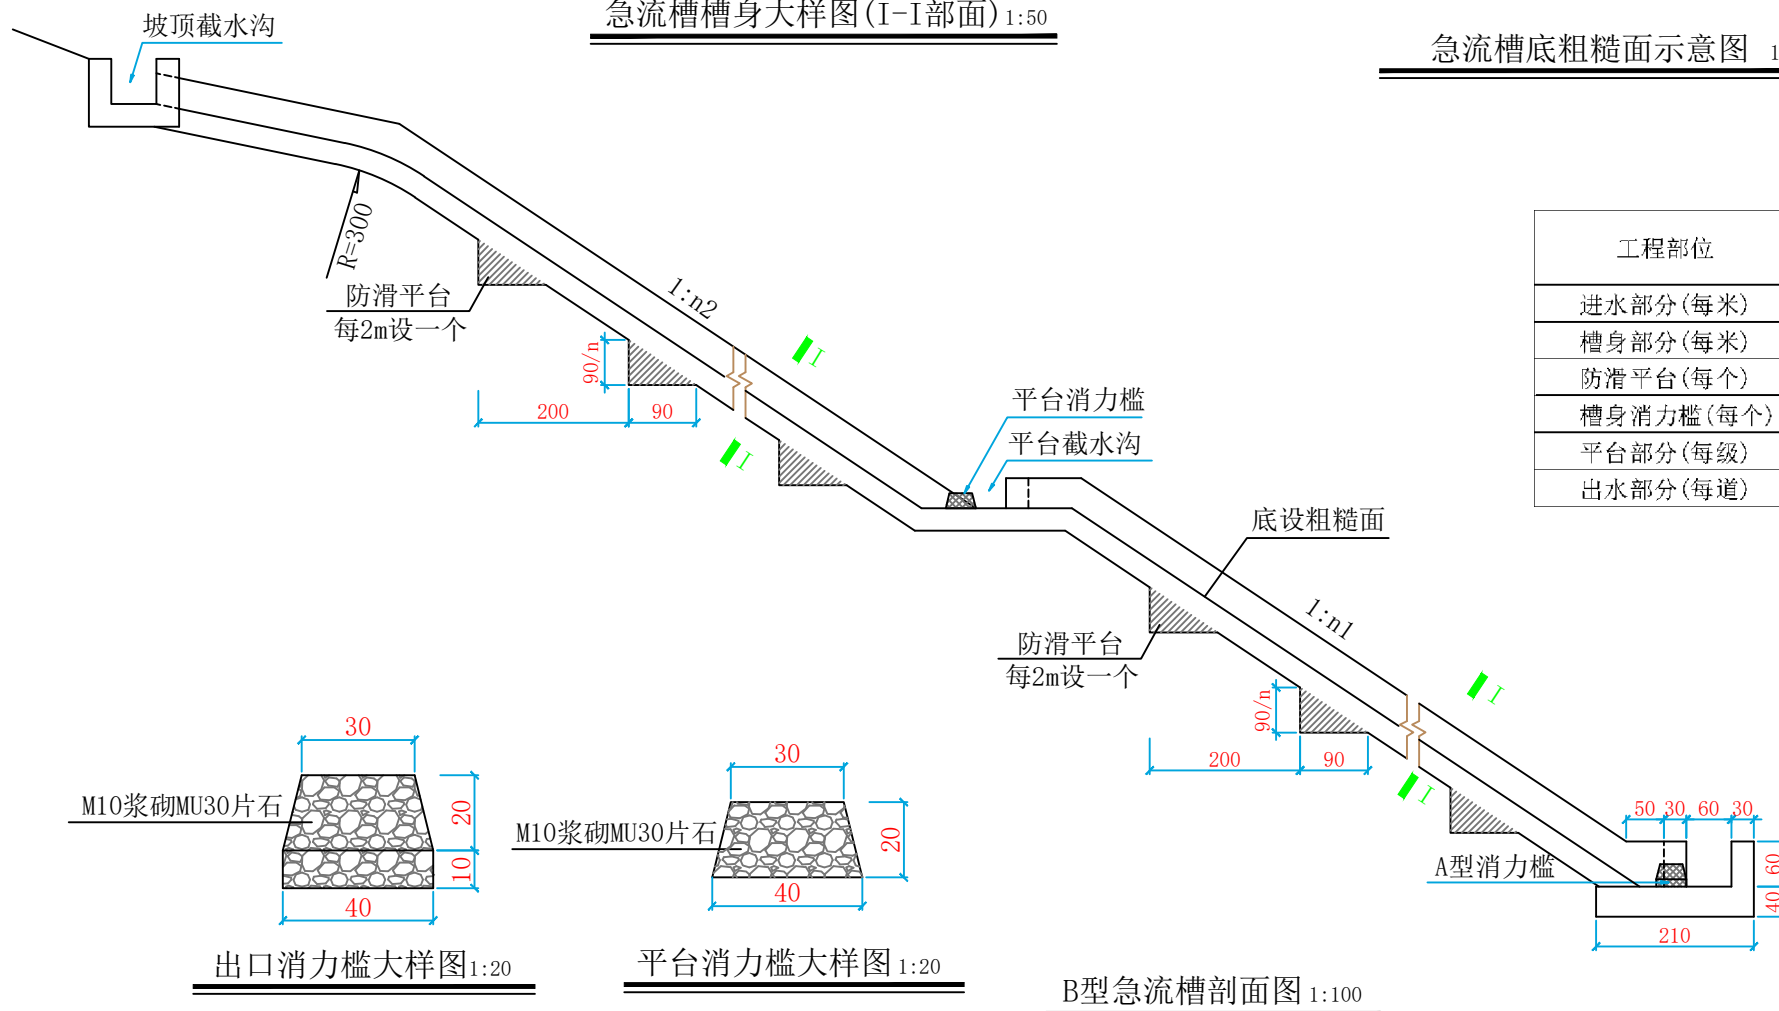 急流槽槽身大样图(I-I部面)1:50
坡顶截水沟
急流槽底粗糙面示意图 1
R=300
工程部位
进水部分(每米)
槽身部分(每米)
防滑平台(每个)
槽身消力槛(每个)
平台部分(每级)
出水部分(每道)
防滑平台
每2m设一个
1:n2
I
90/n
200
90
I
平台消力槛
平台截水沟
底设粗糙面
1:n1
防滑平台
每2m设一个
I
90/n
200
90
I
50
30
60
30
A型消力槛
60
40
210
30
M10浆砌MU30片石
20
10
40
出口消力槛大样图1:20
30
M10浆砌MU30片石
20
40
平台消力槛大样图1:20
B型急流槽剖面图1:100